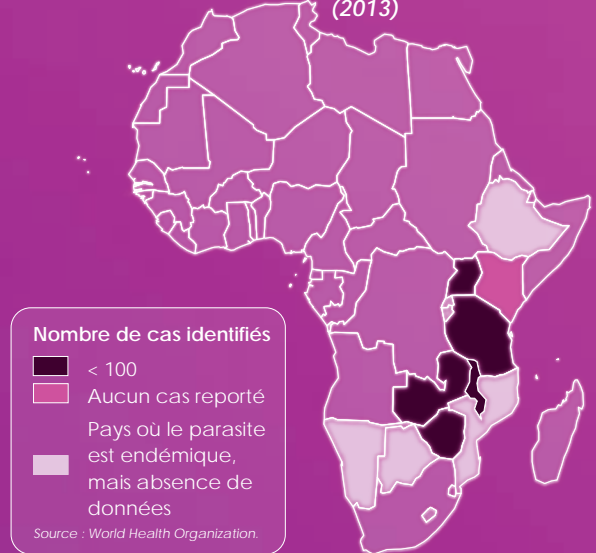 (2013)
Nombre de cas identifiés
< 100
Aucun cas reporté
Pays où le parasite
est endémique,
mais absence de
données
Source : World Health Organization.